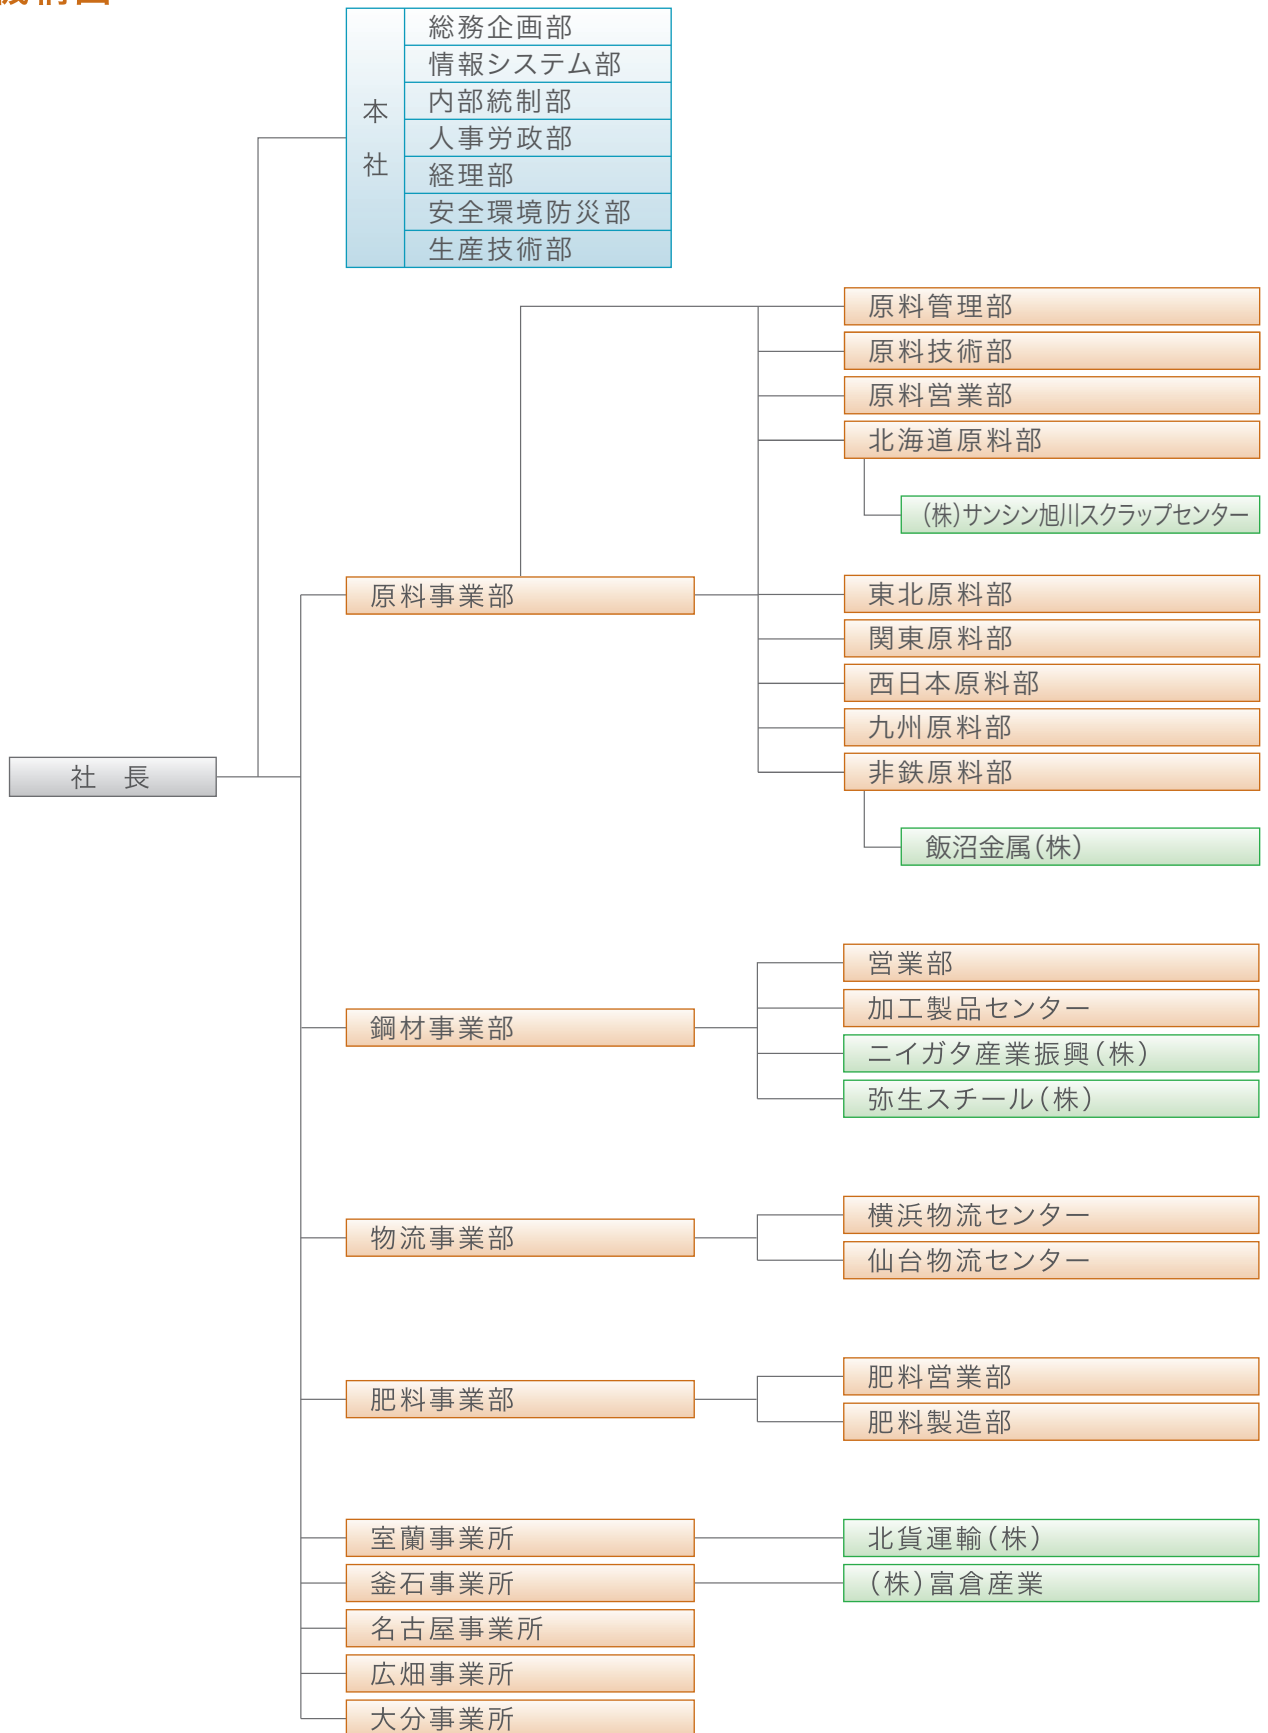 本社
総務企画部
情報システム部
内部統制部
人事労政部
経理部
安全環境防災部
生産技術部
原料管理部
原料技術部
原料営業部
北海道原料部
(株)サンシン旭川スクラップセンター
原料事業部
東北原料部
関東原料部
西日本原料部
九州原料部
非鉄原料部
社　長
飯沼金属(株)
鋼材事業部
営業部
加工製品センター
ニイガタ産業振興(株)
弥生スチール(株)
物流事業部
横浜物流センター
仙台物流センター
肥料事業部
肥料営業部
肥料製造部
室蘭事業所
北貨運輸(株)
釜石事業所
(株)富倉産業
名古屋事業所
広畑事業所
大分事業所